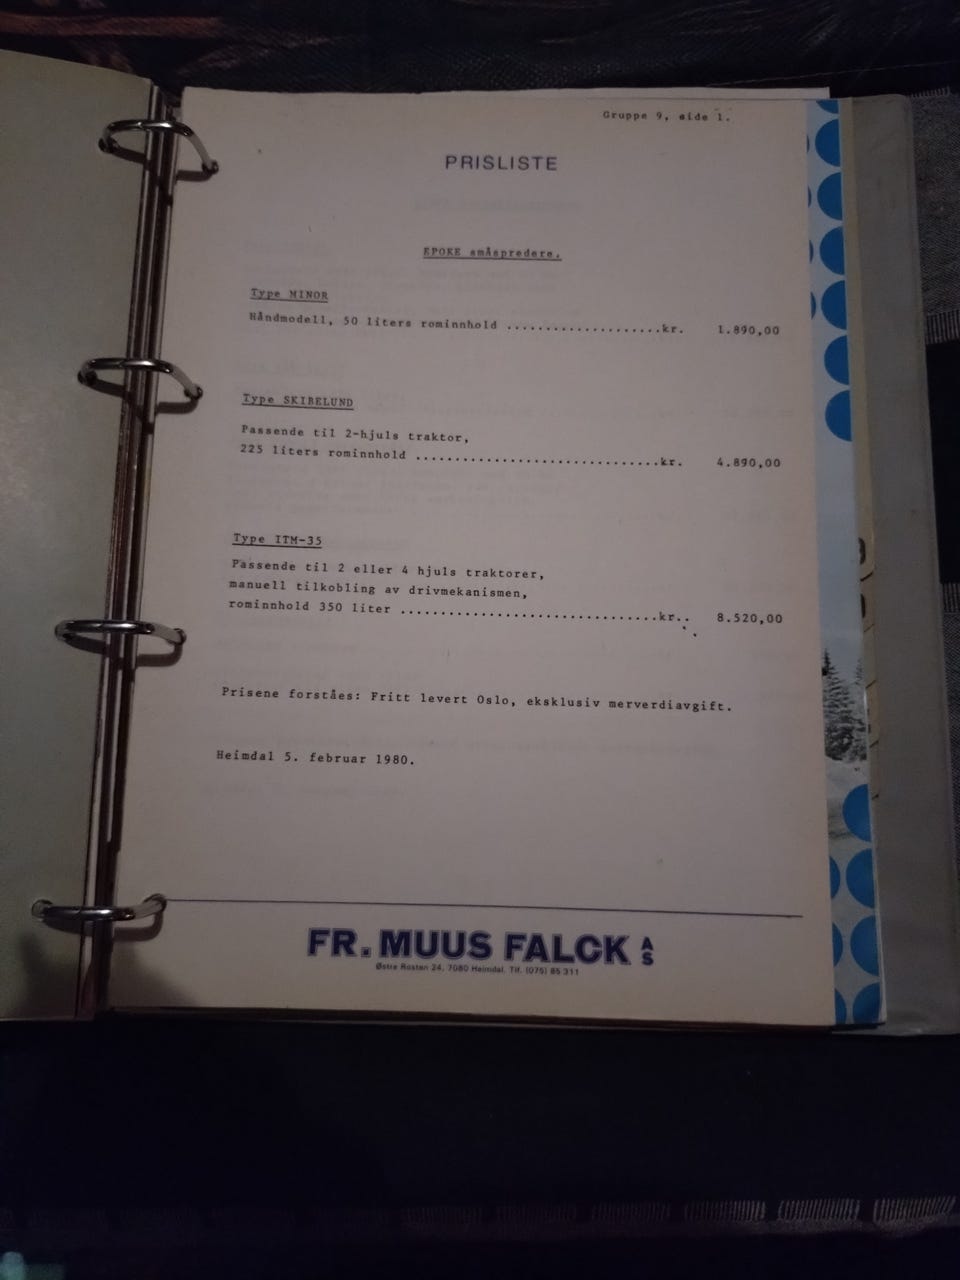 Gruppe 9, side 1.
PRISLISTE
EPOKE småspredere.
Type MINOR
Håndmodell, 50 liters rominnhold ....................kr. 1.890,00
Type SKIBELUND
Passende til 2-hjuls traktor,
225 liters rominnhold ...............................kr. 4.890,00
Type ITM-35
Passende til 2 eller 4 hjuls traktorer,
manuell tilkobling av drivmekanismen,
rominnhold 350 liter .................................kr.. 8.520,00
Prisene forståes: Fritt levert Oslo, eksklusiv merverdiavgift.
Heimdal 5. februar 1980.
FR. MUUS FALCK AS
Østre Rosten 24, 7080 Heimdal. Tlf. (075) 85 311